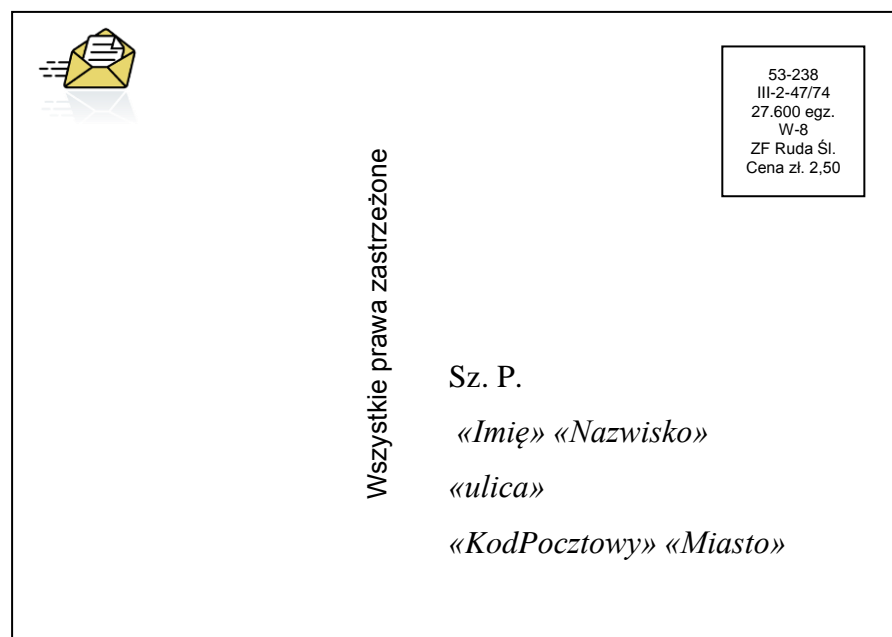 53-238
III-2-47/74
27.600 egz.
W-8
ZF Ruda Śl.
Cena zł. 2,50
Wszystkie prawa zastrzeżone
Sz. P.
«Imię» «Nazwisko»
«ulica»
«KodPocztowy» «Miasto»